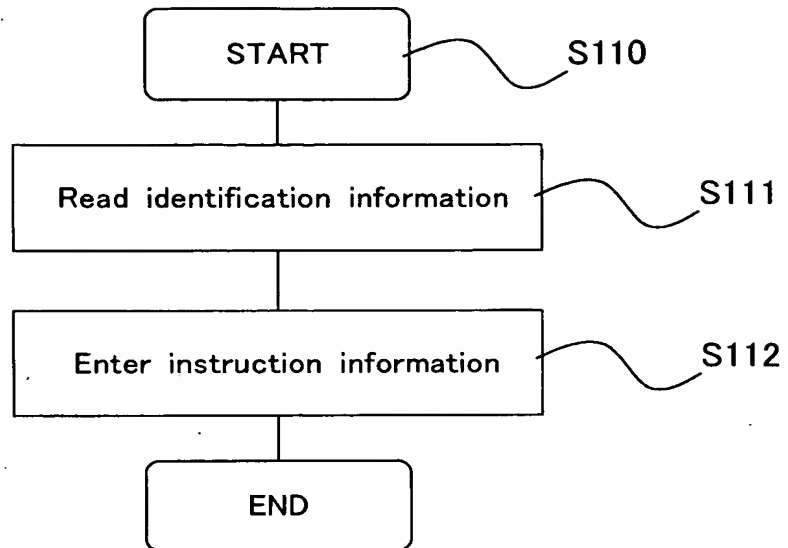 START
S110
Read identification information
S111
Enter instruction information
S112
END